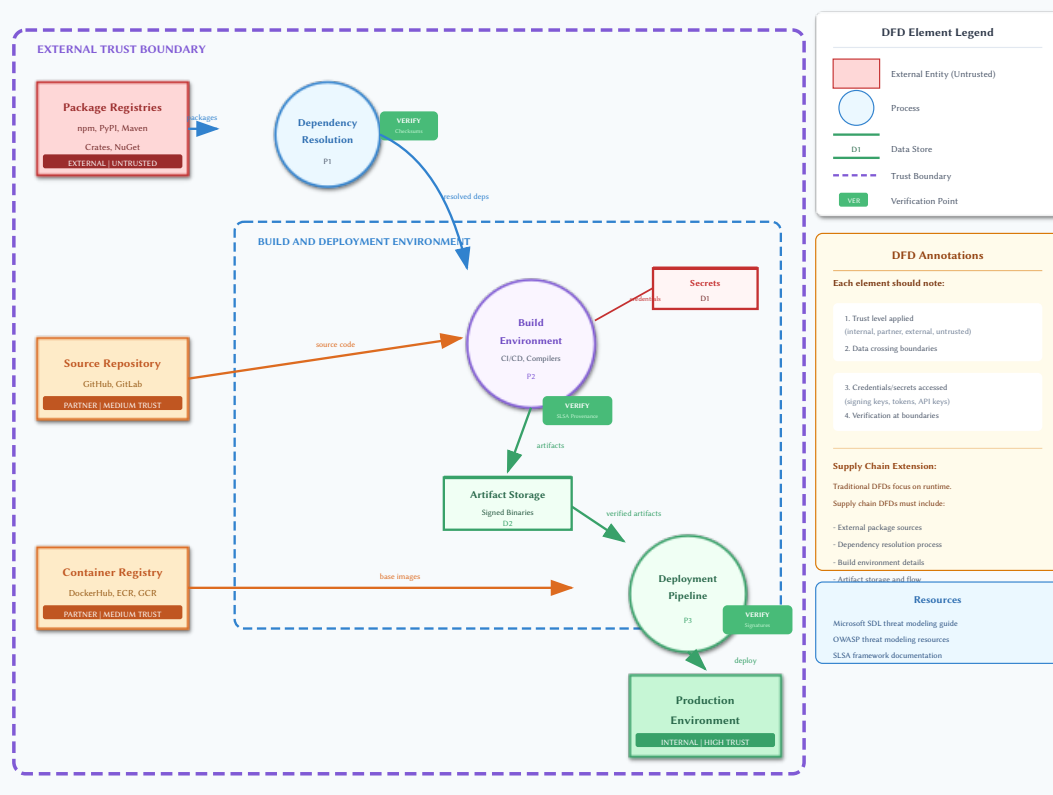 EXTERNAL TRUST BOUNDARY
Package Registries
npm, PyPI, Maven
Crates, NuGet
EXTERNAL | UNTRUSTED
ackages
Dependency
Resolution
P1
VERIFY
Checksums
resolved deps
BUILD AND DEPLOYMENT ENVIRONMENT
Secrets
D1
credentials
Build
Environment
CI/CD, Compilers
P2
VERIFY
SLSA Provenance
Source Repository
GitHub, GitLab
PARTNER | MEDIUM TRUST
source code
artifacts
Artifact Storage
Signed Binaries
D2
verified artifacts
Container Registry
DockerHub, ECR, GCR
PARTNER | MEDIUM TRUST
base images
Deployment
Pipeline
P3
VERIFY
Signatures
deploy
Production
Environment
INTERNAL | HIGH TRUST
DFD Element Legend
External Entity (Untrusted)
Process
D1
Data Store
Trust Boundary
VER
Verification Point
DFD Annotations
Each element should note:
1. Trust level applied
(internal, partner, external, untrusted)
2. Data crossing boundaries
3. Credentials/secrets accessed
(signing keys, tokens, API keys)
4. Verification at boundaries
Supply Chain Extension:
Traditional DFDs focus on runtime.
Supply chain DFDs must include:
- External package sources
- Dependency resolution process
- Build environment details
- Artifact storage and flow
Resources
Microsoft SDL threat modeling guide
OWASP threat modeling resources
SLSA framework documentation